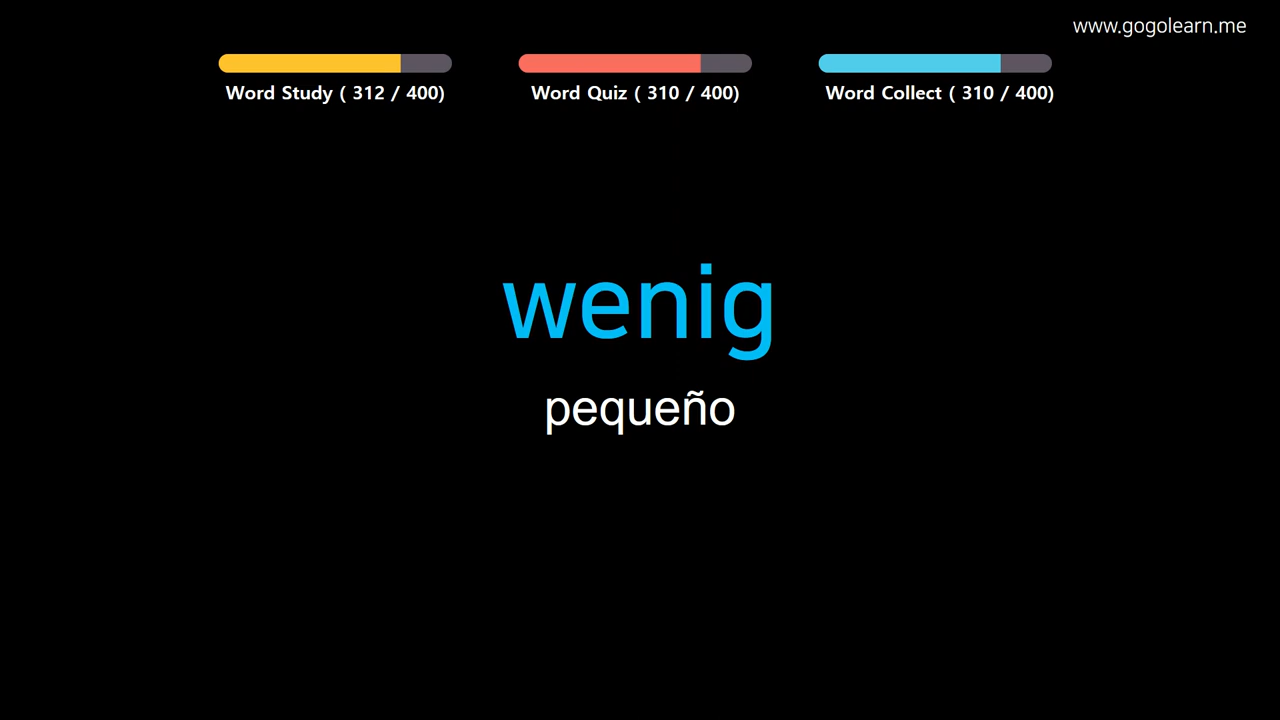 www.gogolearn.me
Word Study ( 312 / 400)
Word Quiz ( 310 / 400)
Word Collect ( 310 / 400)
wenig
pequeño